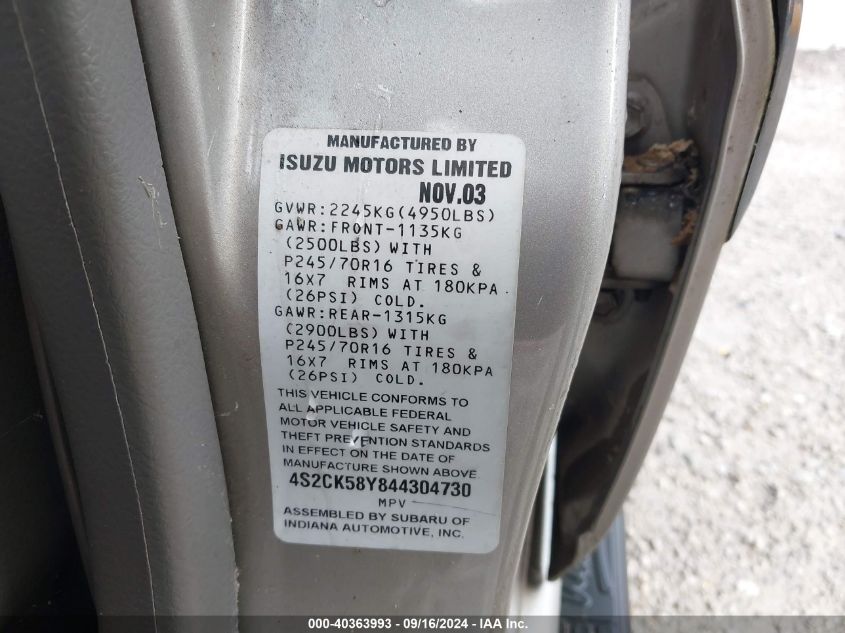 MANUFACTURED BY
ISUZU MOTORS LIMITED
NOV.03
GVWR:2245KG(4950LBS)
GAWR:FRONT-1135KG
(2500LBS) WITH
P245/70R16 TIRES &
16X7 RIMS AT 180KPA
(26PSI) COLD.
GAWR:REAR-1315KG
(2900LBS) WITH
P245/70R16 TIRES &
16X7 RIMS AT 180KPA
(26PSI) COLD.
THIS VEHICLE CONFORMS TO
ALL APPLICABLE FEDERAL
MOTOR VEHICLE SAFETY AND
THEFT PREVENTION STANDARDS
IN EFFECT ON THE DATE OF
MANUFACTURE SHOWN ABOVE
4S2CK58Y844304730
MPV
ASSEMBLED BY SUBARU OF
INDIANA AUTOMOTIVE, INC.
000-40363993 - 09/16/2024 - IAA Inc.